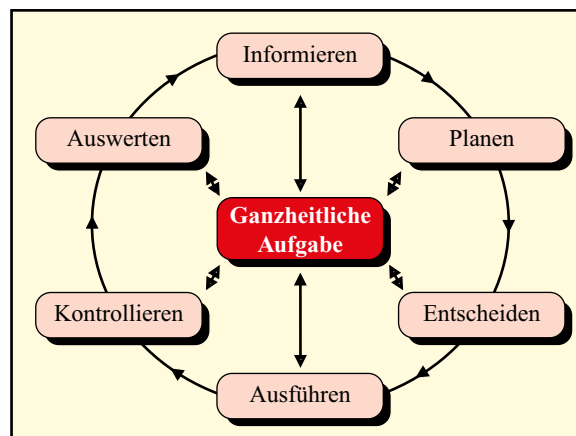 Informieren
Auswerten
Planen
Ganzheitliche
Aufgabe
Kontrollieren
Entscheiden
Ausführen